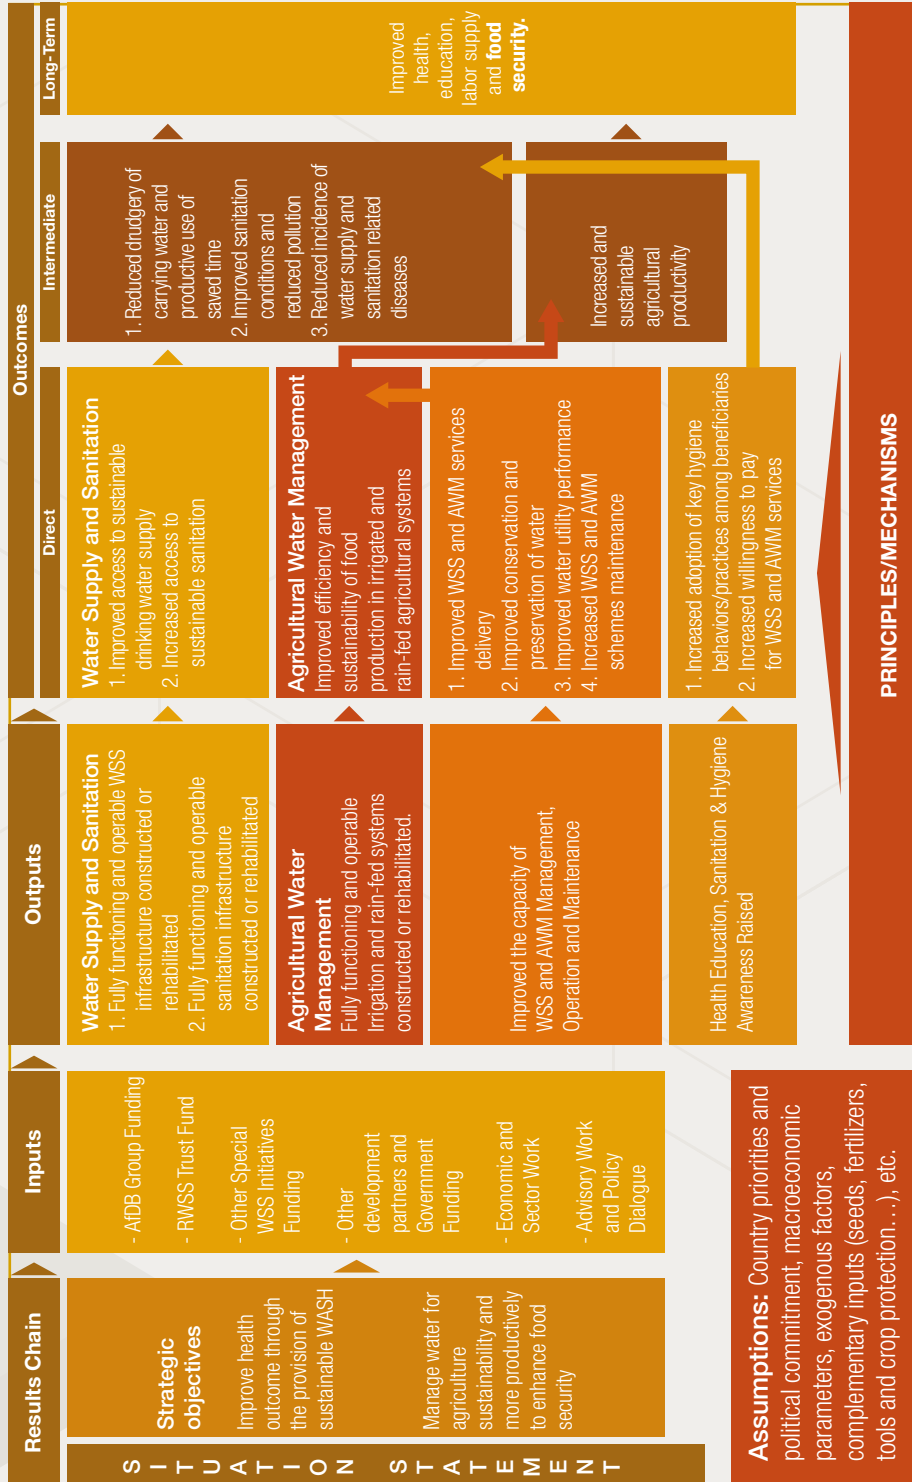 Results Chain
Inputs
Outputs
Outcomes
Direct
Intermediate
Long-Term
SITUATION STATEMENT
Strategic
objectives
Improve health
outcome through
the provision of
sustainable WASH
Manage water for
agriculture
sustainability and
more productively
to enhance food
security
- AfDB Group Funding
- RWSS Trust Fund
- Other Special
WSS Initiatives
Funding
- Other
development
partners and
Government
Funding
- Economic and
Sector Work
- Advisory Work
and Policy
Dialogue
Water Supply and Sanitation
1. Fully functioning and operable WSS
infrastructure constructed or
rehabilitated
2. Fully functioning and operable
sanitation infrastructure
constructed or rehabilitated
Agricultural Water
Management
Fully functioning and operable
Irrigation and rain-fed systems
constructed or rehabilitated.
Improved the capacity of
WSS and AWM Management,
Operation and Maintenance
Health Education, Sanitation & Hygiene
Awareness Raised
Water Supply and Sanitation
1. Improved access to sustainable
drinking water supply
2. Increased access to
sustainable sanitation
Agricultural Water Management
Improved efficiency and
sustainability of food
production in irrigated and
rain-fed agricultural systems
1. Improved WSS and AWM services
delivery
2. Improved conservation and
preservation of water
3. Improved water utility performance
4. Increased WSS and AWM
schemes maintenance
1. Increased adoption of key hygiene
behaviors/practices among beneficiaries
2. Increased willingness to pay
for WSS and AWM services
1. Reduced drudgery of
carrying water and
productive use of
saved time
2. Improved sanitation
conditions and
reduced pollution
3. Reduced incidence of
water supply and
sanitation related
diseases
Increased and
sustainable
agricultural
productivity
Improved
health,
education,
labor supply
and food
security.
Assumptions: Country priorities and
political commitment, macroeconomic
parameters, exogenous factors,
complementary inputs (seeds, fertilizers,
tools and crop protection…), etc.
PRINCIPLES/MECHANISMS